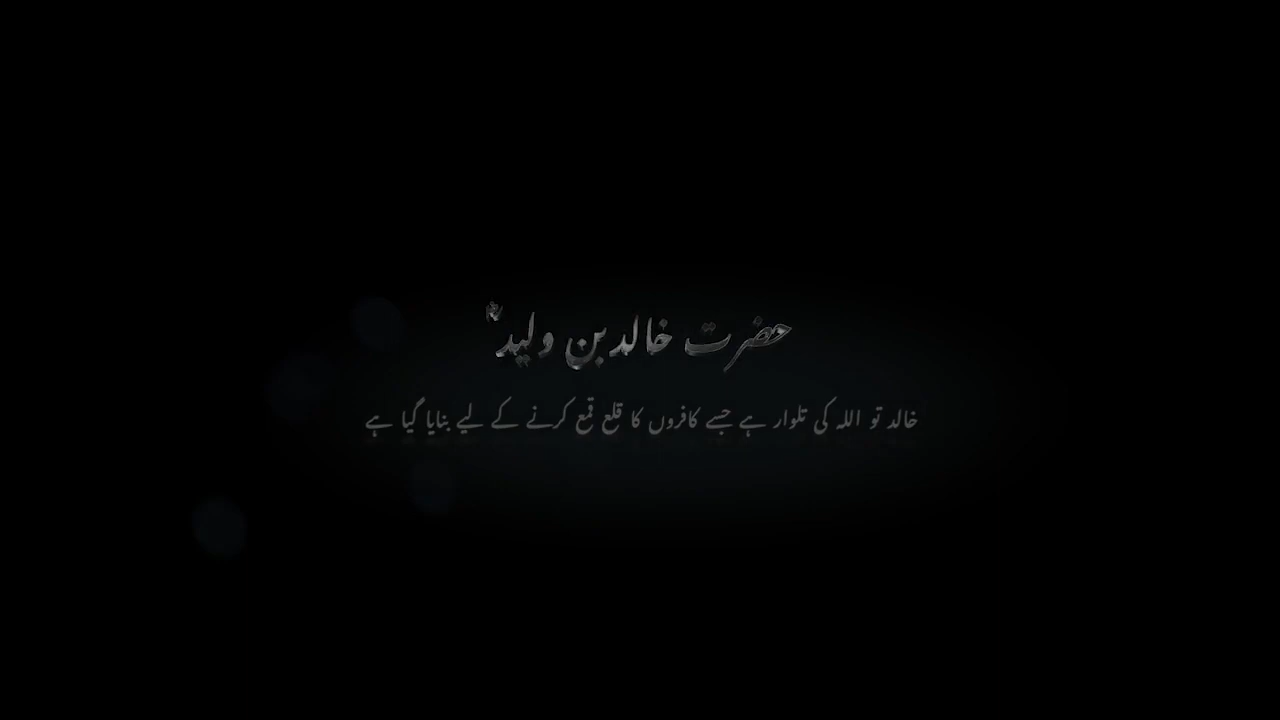 حضرت خالد بن ولیدؓ
خالد تو اللہ کی تلوار ہے جسے کافروں کا قلع قمع کرنے کے لیے بنایا گیا ہے